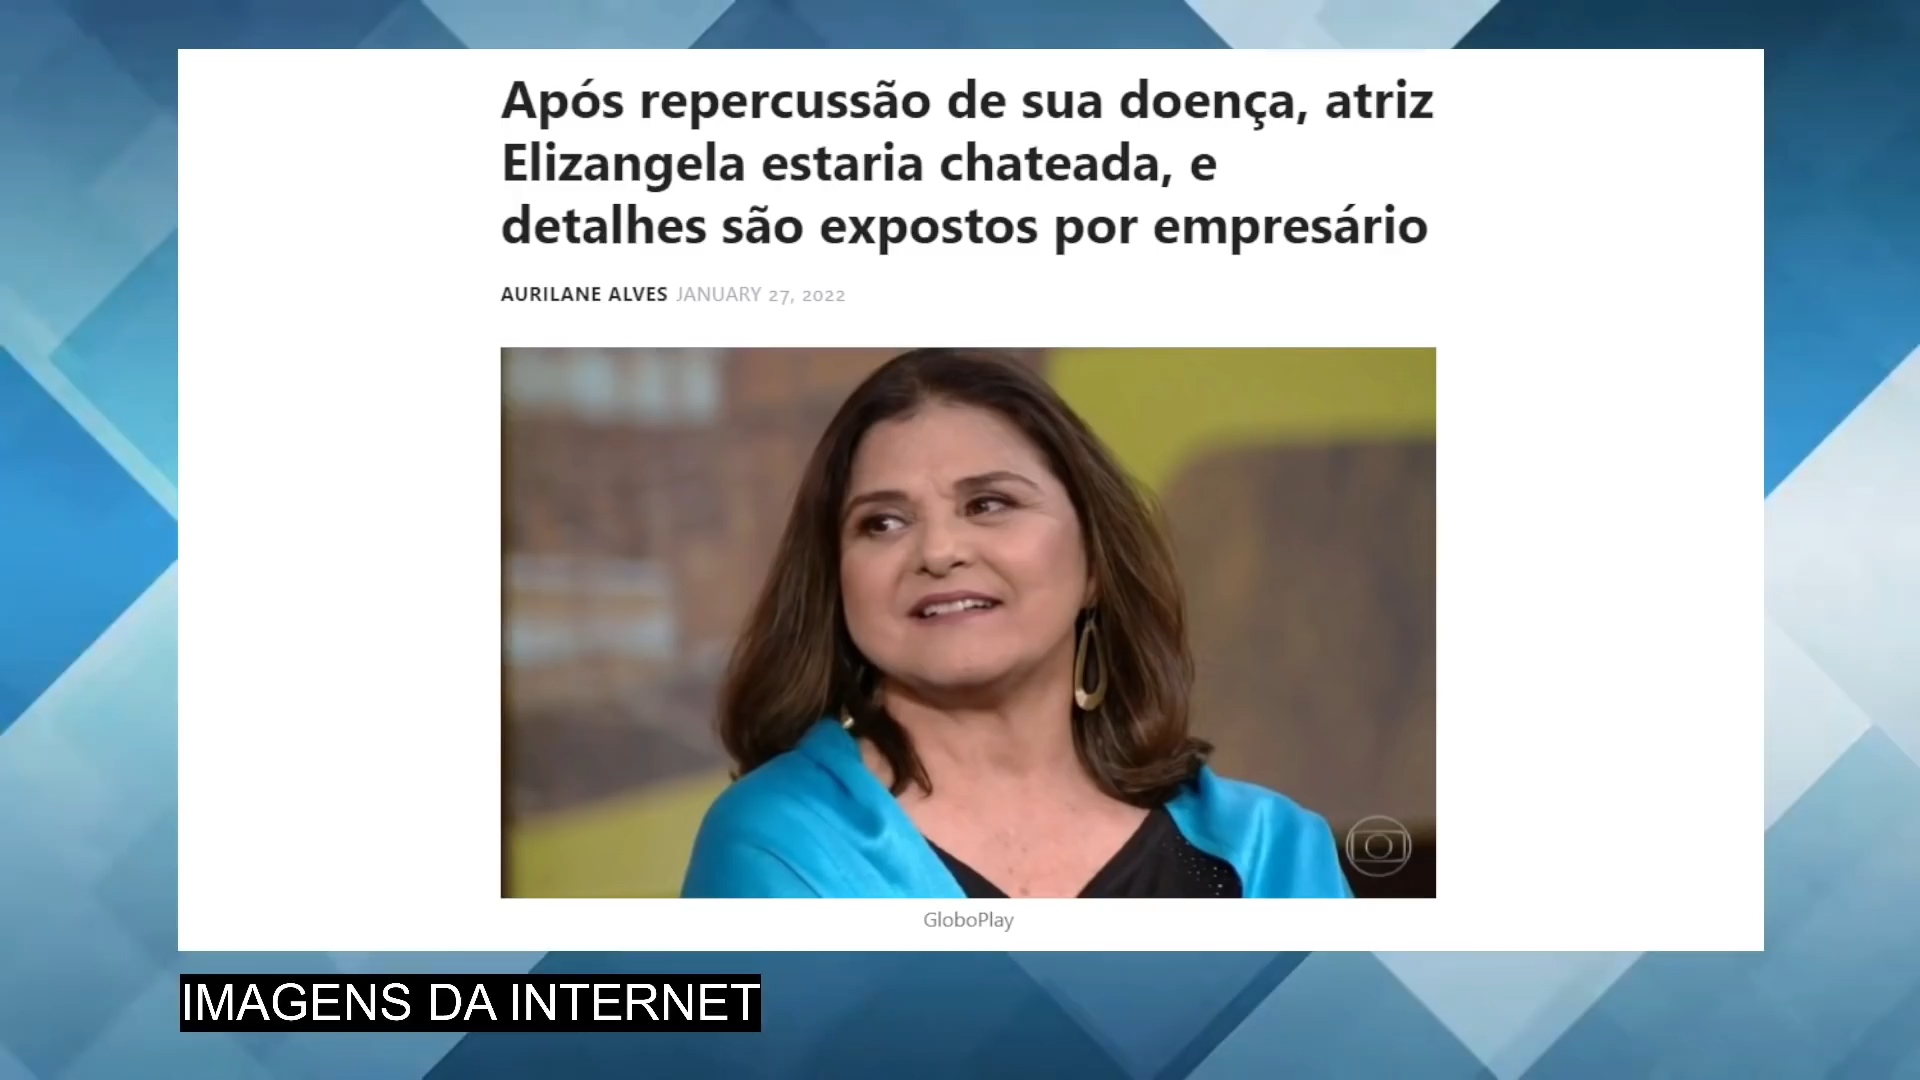 Após repercussão de sua doença, atriz
Elizangela estaria chateada, e
detalhes são expostos por empresário
AURILANE ALVES JANUARY 27, 2022
GloboPlay
IMAGENS DA INTERNET